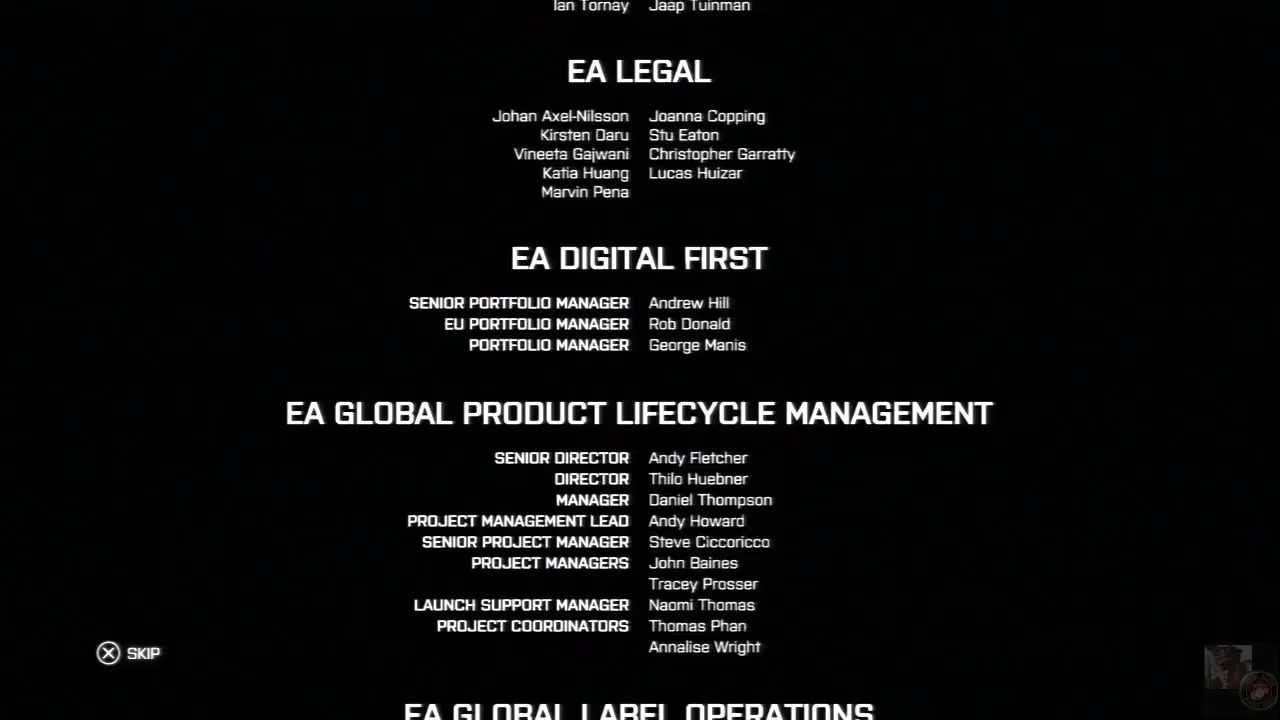 Ian Tornay Jaap Tuinman
EA LEGAL
Johan Axel-Nilsson Joanna Copping
Kirsten Daru Stu Eaton
Vineeta Gajwani Christopher Garratty
Katia Huang Lucas Huizar
Marvin Pena
EA DIGITAL FIRST
SENIOR PORTFOLIO MANAGER Andrew Hill
EU PORTFOLIO MANAGER Rob Donald
PORTFOLIO MANAGER George Manis
EA GLOBAL PRODUCT LIFECYCLE MANAGEMENT
SENIOR DIRECTOR Andy Fletcher
DIRECTOR Thilo Huebner
MANAGER Daniel Thompson
PROJECT MANAGEMENT LEAD Andy Howard
SENIOR PROJECT MANAGER Steve Ciccoricco
PROJECT MANAGERS John Baines
Tracey Prosser
LAUNCH SUPPORT MANAGER Naomi Thomas
PROJECT COORDINATORS Thomas Phan
Annalise Wright
SKIP
EA GLOBAL LABEL OPERATIONS